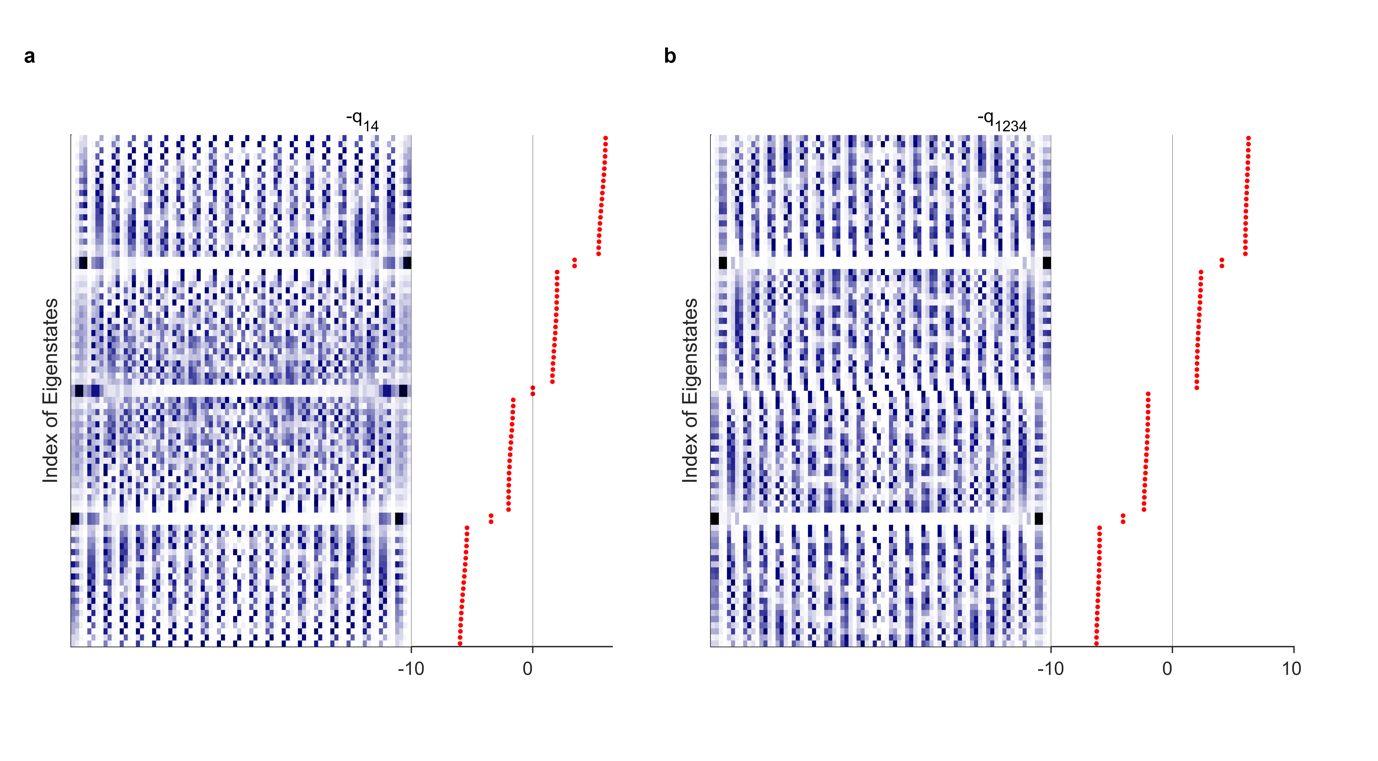 a
b
-q14
-q1234
Index of Eigenstates
Index of Eigenstates
-10
0
-10
0
10